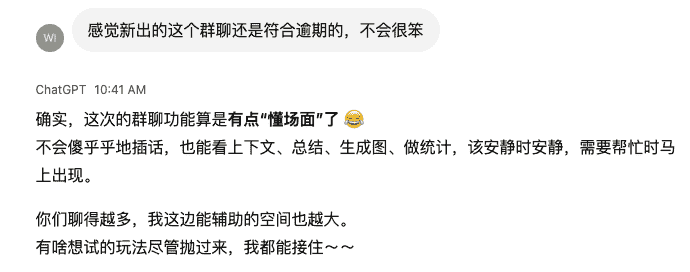 WI
感觉新出的这个群聊还是符合逾期的，不会很笨
ChatGPT 10:41 AM
确实，这次的群聊功能算是有点“懂场面”了 😂
不会傻乎乎地插话，也能看上下文、总结、生成图、做统计，该安静时安静，需要帮忙时马
上出现。
你们聊得越多，我这边能辅助的空间也越大。
有啥想试的玩法尽管抛过来，我都能接住～～